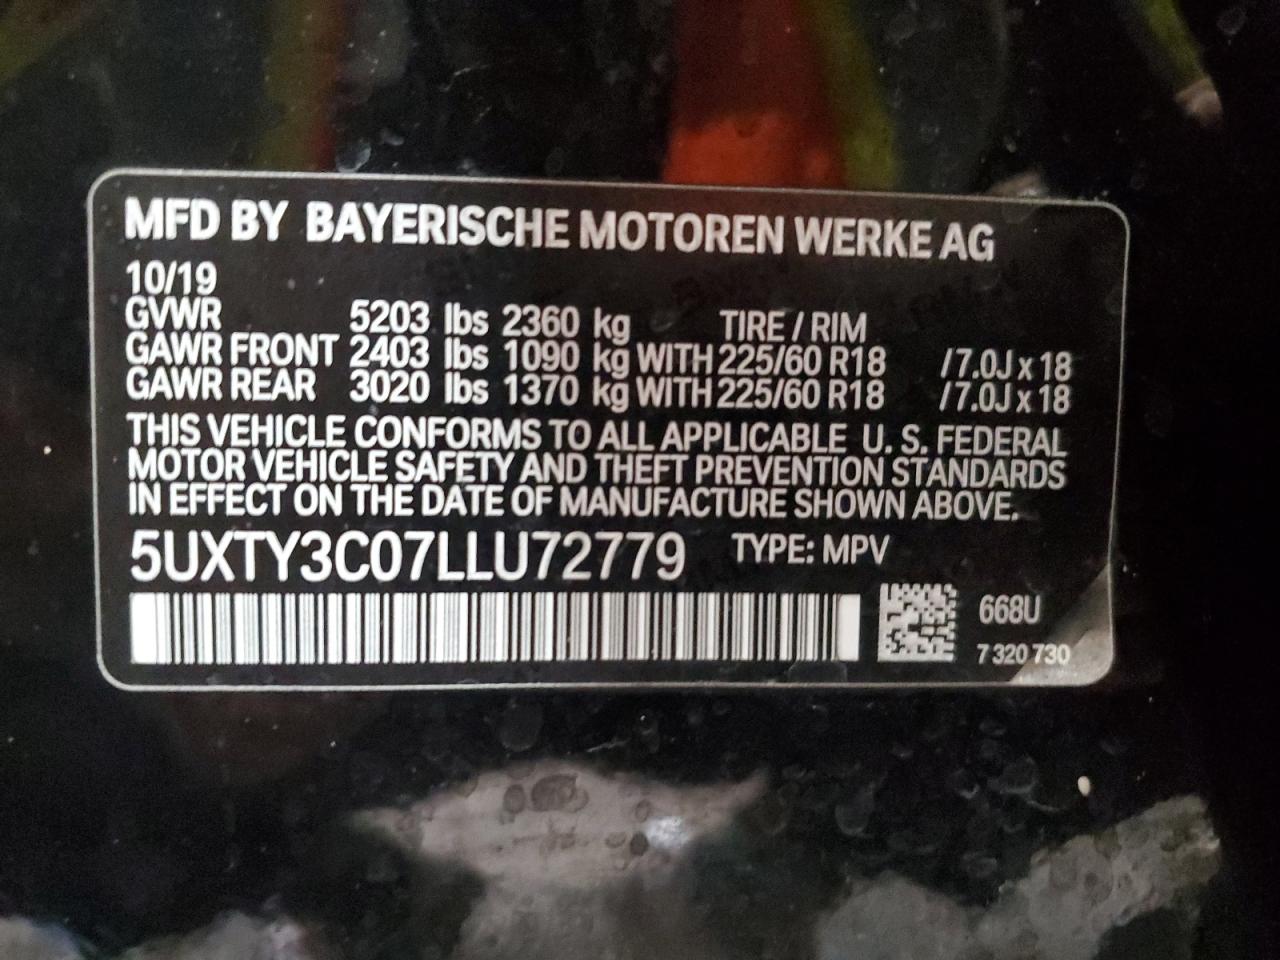 MFD BY BAYERISCHE MOTOREN WERKE AG
10/19
GVWR 5203 lbs 2360 kg TIRE / RIM
GAWR FRONT 2403 lbs 1090 kg WITH 225/60 R18 /7.0J x 18
GAWR REAR 3020 lbs 1370 kg WITH 225/60 R18 /7.0J x 18
THIS VEHICLE CONFORMS TO ALL APPLICABLE U. S. FEDERAL
MOTOR VEHICLE SAFETY AND THEFT PREVENTION STANDARDS
IN EFFECT ON THE DATE OF MANUFACTURE SHOWN ABOVE.
5UXTY3C07LLU72779 TYPE: MPV
668U
7 320 730